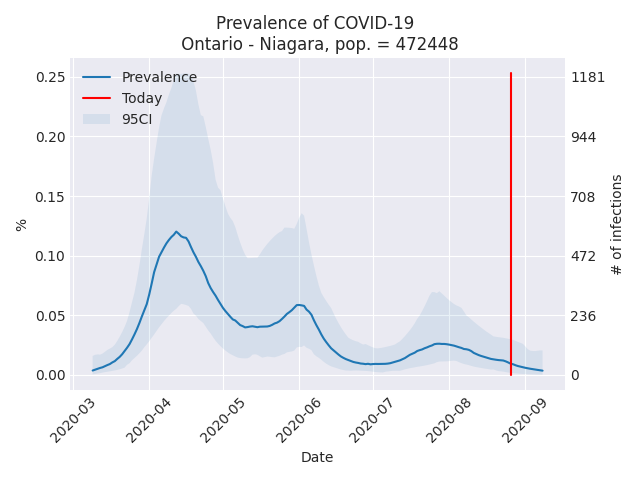 Prevalence of COVID-19
Ontario - Niagara, pop. = 472448
Prevalence
Today
95CI
0.25
0.20
0.15
0.10
0.05
0.00
%
1181
944
708
472
236
0
# of infections
2020-03
2020-04
2020-05
2020-06
2020-07
2020-08
2020-09
Date